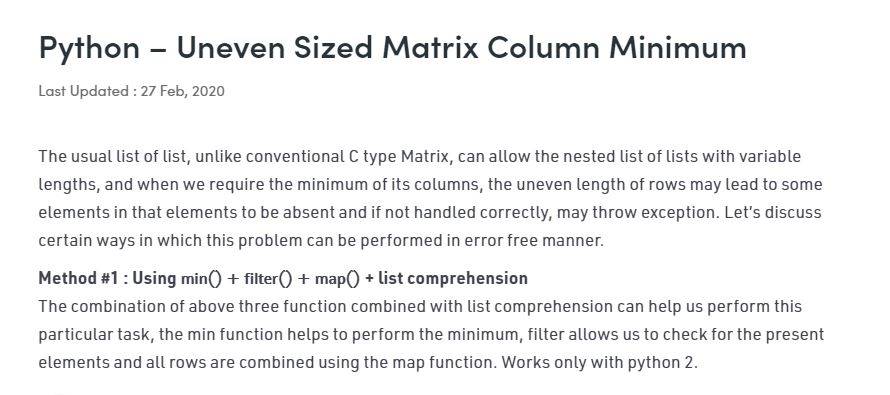 Python – Uneven Sized Matrix Column Minimum
Last Updated : 27 Feb, 2020
The usual list of list, unlike conventional C type Matrix, can allow the nested list of lists with variable
lengths, and when we require the minimum of its columns, the uneven length of rows may lead to some
elements in that elements to be absent and if not handled correctly, may throw exception. Let’s discuss
certain ways in which this problem can be performed in error free manner.
Method #1 : Using min() + filter() + map() + list comprehension
The combination of above three function combined with list comprehension can help us perform this
particular task, the min function helps to perform the minimum, filter allows us to check for the present
elements and all rows are combined using the map function. Works only with python 2.